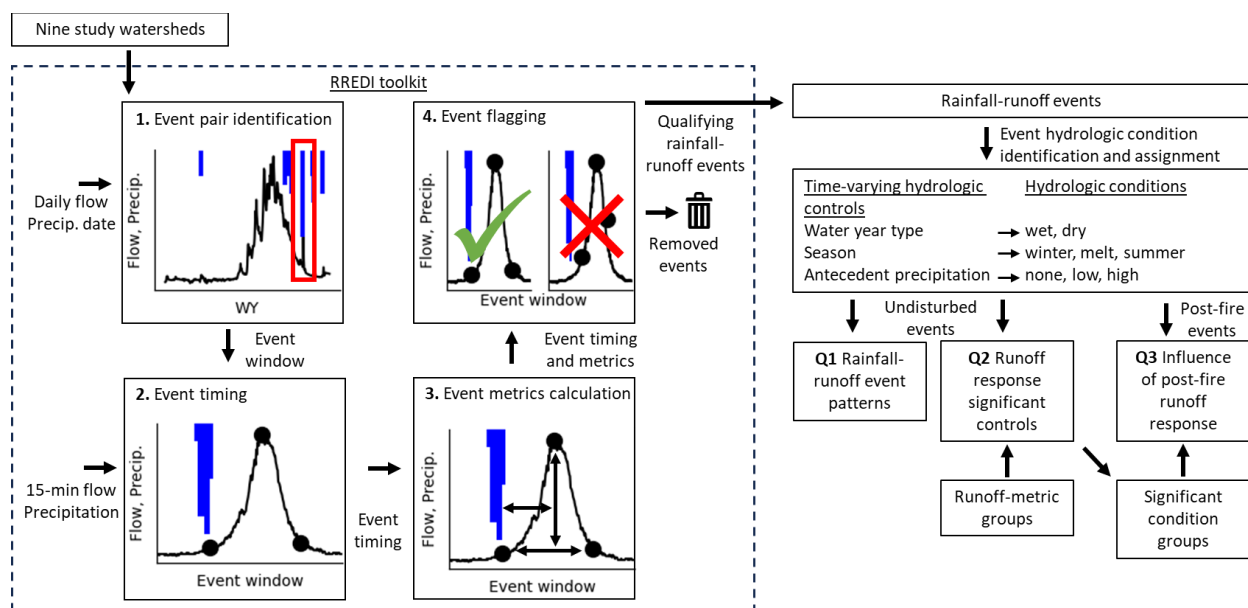 Nine study watersheds
RREDI toolkit
1. Event pair identification
Flow, Precip.
WY
Daily flow
Precip. date
Event
window
2. Event timing
Flow, Precip.
Event window
15-min flow
Precipitation
Event
timing
3. Event metrics calculation
Flow, Precip.
Event window
Event timing
and metrics
4. Event flagging
Flow, Precip.
Event window
Qualifying
rainfall-
runoff events
Removed
events
Rainfall-runoff events
Event hydrologic condition
identification and assignment
Time-varying hydrologic
controls
Hydrologic conditions
Water year type
wet, dry
Season
winter, melt, summer
Antecedent precipitation
none, low, high
Undisturbed
events
Post-fire
events
Q1 Rainfall-
runoff event
patterns
Q2 Runoff
response
significant
controls
Q3 Influence
of post-fire
runoff
response
Runoff-metric
groups
Significant
condition
groups